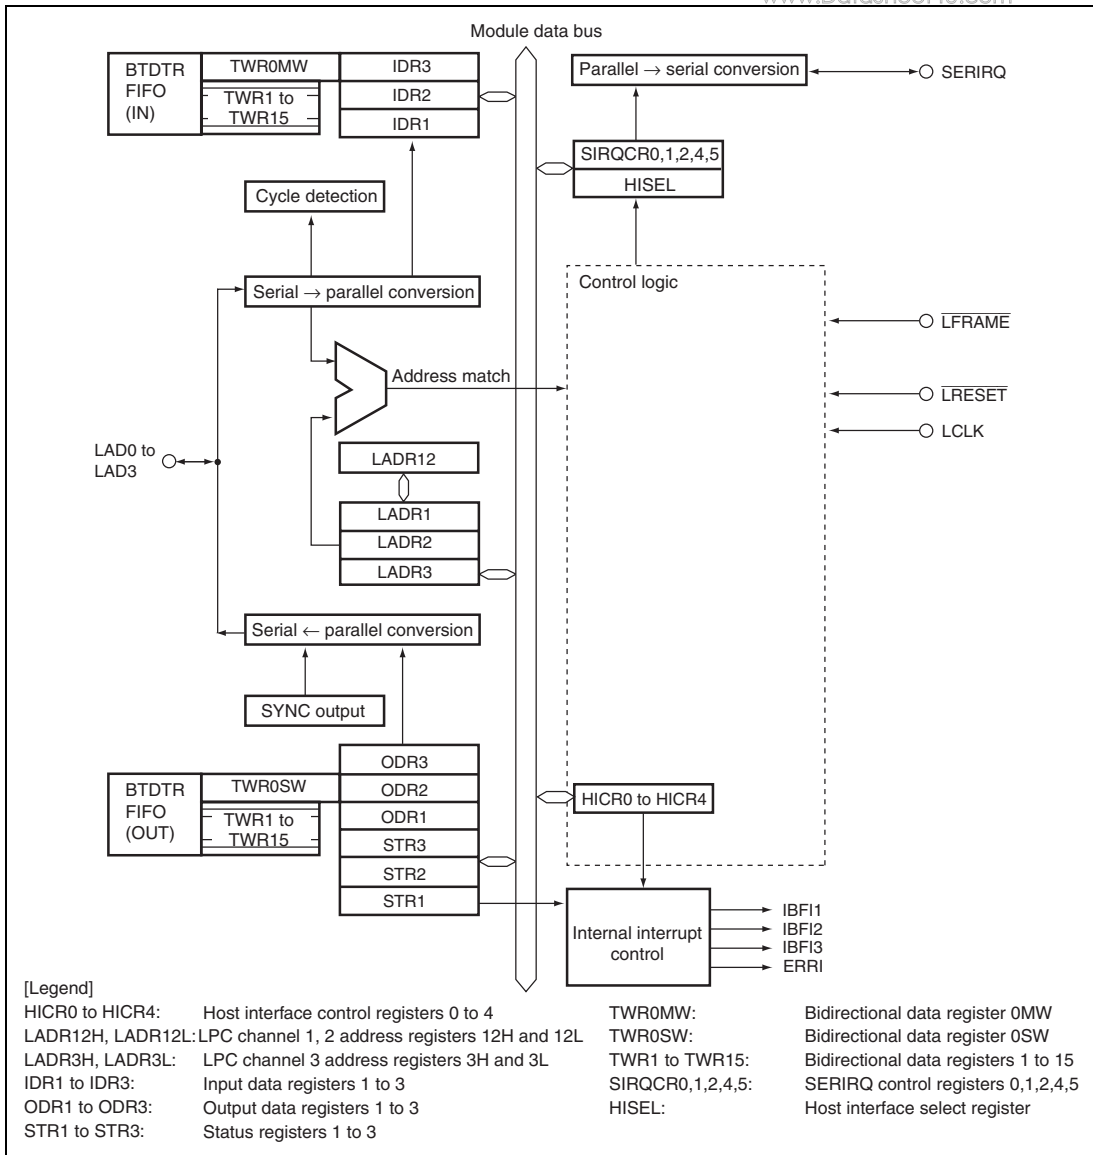 www.DataSheet4U.com
Module data bus
BTDTR
FIFO
(IN)
TWR0MW
TWR1 to
TWR15
IDR3
IDR2
IDR1
Parallel → serial conversion
SERIRQ
SIRQCR0,1,2,4,5
HISEL
Cycle detection
Serial → parallel conversion
Control logic
LFRAME
Address match
LRESET
LCLK
LAD0 to
LAD3
LADR12
LADR1
LADR2
LADR3
Serial ← parallel conversion
SYNC output
BTDTR
FIFO
(OUT)
TWR0SW
TWR1 to
TWR15
ODR3
ODR2
ODR1
STR3
STR2
STR1
HICR0 to HICR4
Internal interrupt
control
IBFI1
IBFI2
IBFI3
ERRI
[Legend]
HICR0 to HICR4: Host interface control registers 0 to 4
LADR12H, LADR12L: LPC channel 1, 2 address registers 12H and 12L
LADR3H, LADR3L: LPC channel 3 address registers 3H and 3L
IDR1 to IDR3: Input data registers 1 to 3
ODR1 to ODR3: Output data registers 1 to 3
STR1 to STR3: Status registers 1 to 3
TWR0MW: Bidirectional data register 0MW
TWR0SW: Bidirectional data register 0SW
TWR1 to TWR15: Bidirectional data registers 1 to 15
SIRQCR0,1,2,4,5: SERIRQ control registers 0,1,2,4,5
HISEL: Host interface select register